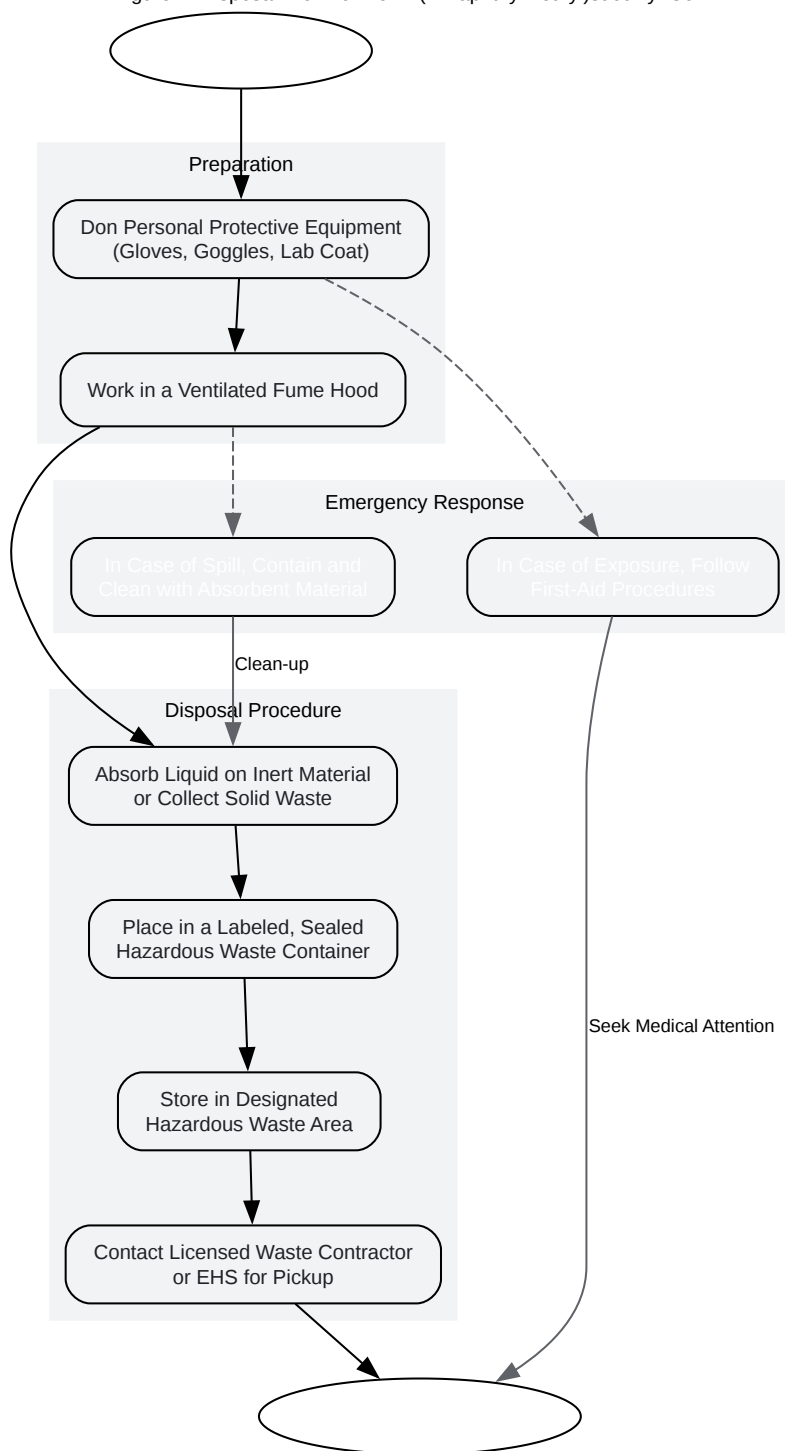 Preparation
Don Personal Protective Equipment
(Gloves, Goggles, Lab Coat)
Work in a Ventilated Fume Hood
Emergency Response
In Case of Spill, Contain and
Clean with Absorbent Material
In Case of Exposure, Follow
First-Aid Procedures
Clean-up
Disposal Procedure
Absorb Liquid on Inert Material
or Collect Solid Waste
Place in a Labeled, Sealed
Hazardous Waste Container
Seek Medical Attention
Store in Designated
Hazardous Waste Area
Contact Licensed Waste Contractor
or EHS for Pickup